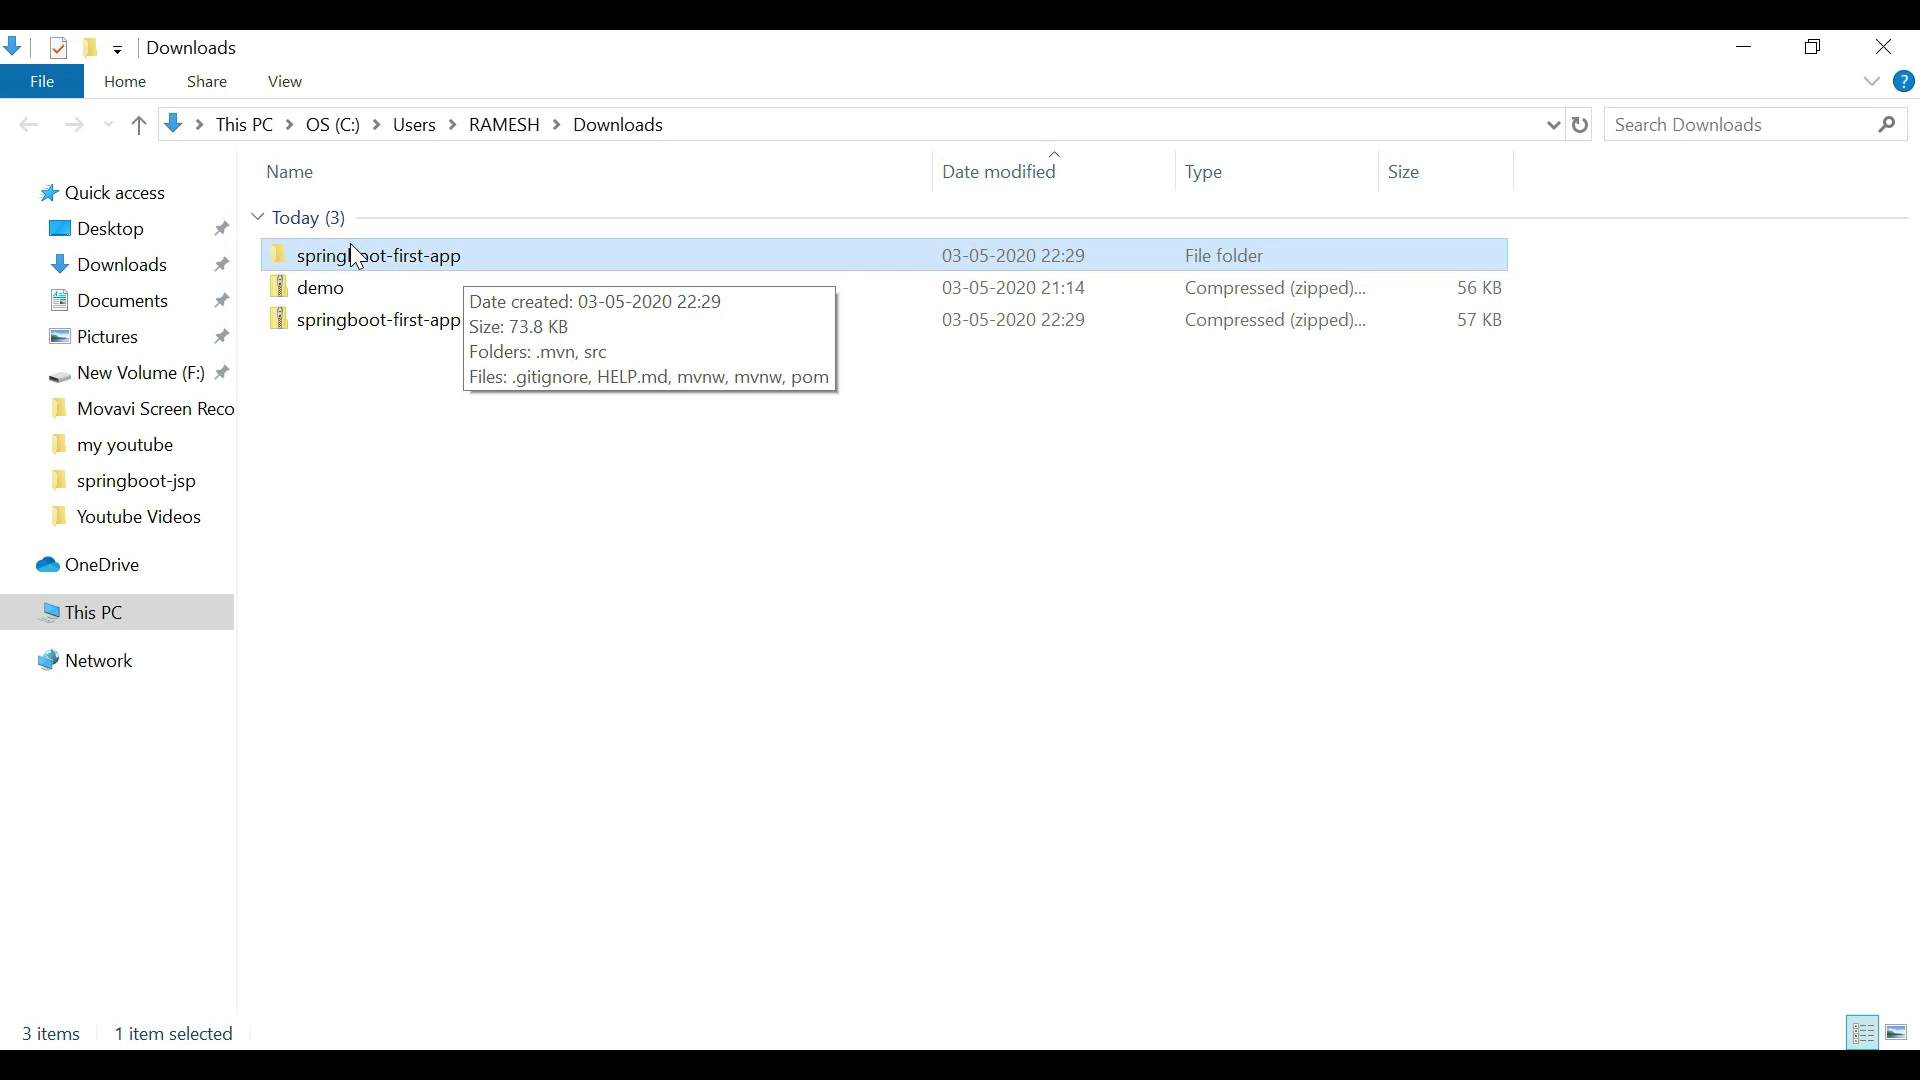 Downloads
File Home Share View
This PC > OS (C:) > Users > RAMESH > Downloads
Search Downloads
Name Date modified Type Size
Quick access
Desktop
Downloads
Documents
Pictures
New Volume (F:)
Movavi Screen Reco
my youtube
springboot-jsp
Youtube Videos
OneDrive
This PC
Network
Today (3)
springboot-first-app 03-05-2020 22:29 File folder
demo 03-05-2020 21:14 Compressed (zipped)... 56 KB
springboot-first-app 03-05-2020 22:29 Compressed (zipped)... 57 KB
Date created: 03-05-2020 22:29
Size: 73.8 KB
Folders: .mvn, src
Files: .gitignore, HELP.md, mvnw, mvnw, pom
3 items 1 item selected